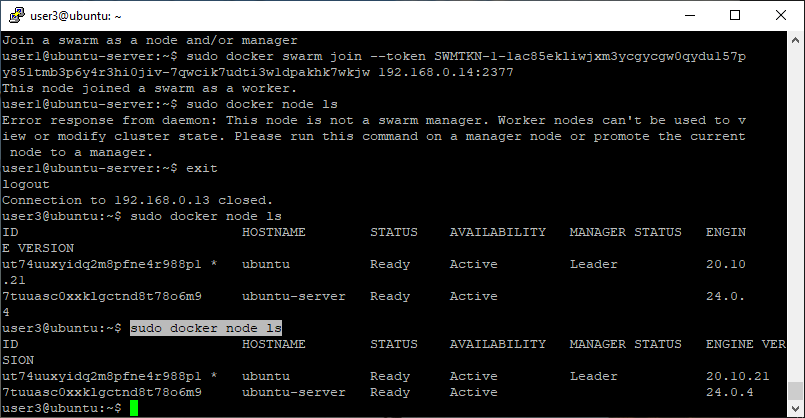 user3@ubuntu: ~
Join a swarm as a node and/or manager
user1@ubuntu-server:~$ sudo docker swarm join --token SWMTKN-1-1ac85ekliwjxm3ycgycgw0qydu157p
y851tmb3p6y4r3hi0jiv-7qwcik7udti3wldpakhk7wkjw 192.168.0.14:2377
This node joined a swarm as a worker.
user1@ubuntu-server:~$ sudo docker node ls
Error response from daemon: This node is not a swarm manager. Worker nodes can't be used to v
iew or modify cluster state. Please run this command on a manager node or promote the current
 node to a manager.
user1@ubuntu-server:~$ exit
logout
Connection to 192.168.0.13 closed.
user3@ubuntu:~$ sudo docker node ls
ID                            HOSTNAME        STATUS    AVAILABILITY   MANAGER STATUS   ENGIN
E VERSION
ut74uuxyidq2m8pfne4r988p1 *   ubuntu          Ready     Active         Leader           20.10
.21
7tuuasc0xxklgctnd8t78o6m9     ubuntu-server   Ready     Active                          24.0.
4
user3@ubuntu:~$ sudo docker node ls
ID                            HOSTNAME        STATUS    AVAILABILITY   MANAGER STATUS   ENGINE VER
SION
ut74uuxyidq2m8pfne4r988p1 *   ubuntu          Ready     Active         Leader           20.10.21
7tuuasc0xxklgctnd8t78o6m9     ubuntu-server   Ready     Active                          24.0.4
user3@ubuntu:~$